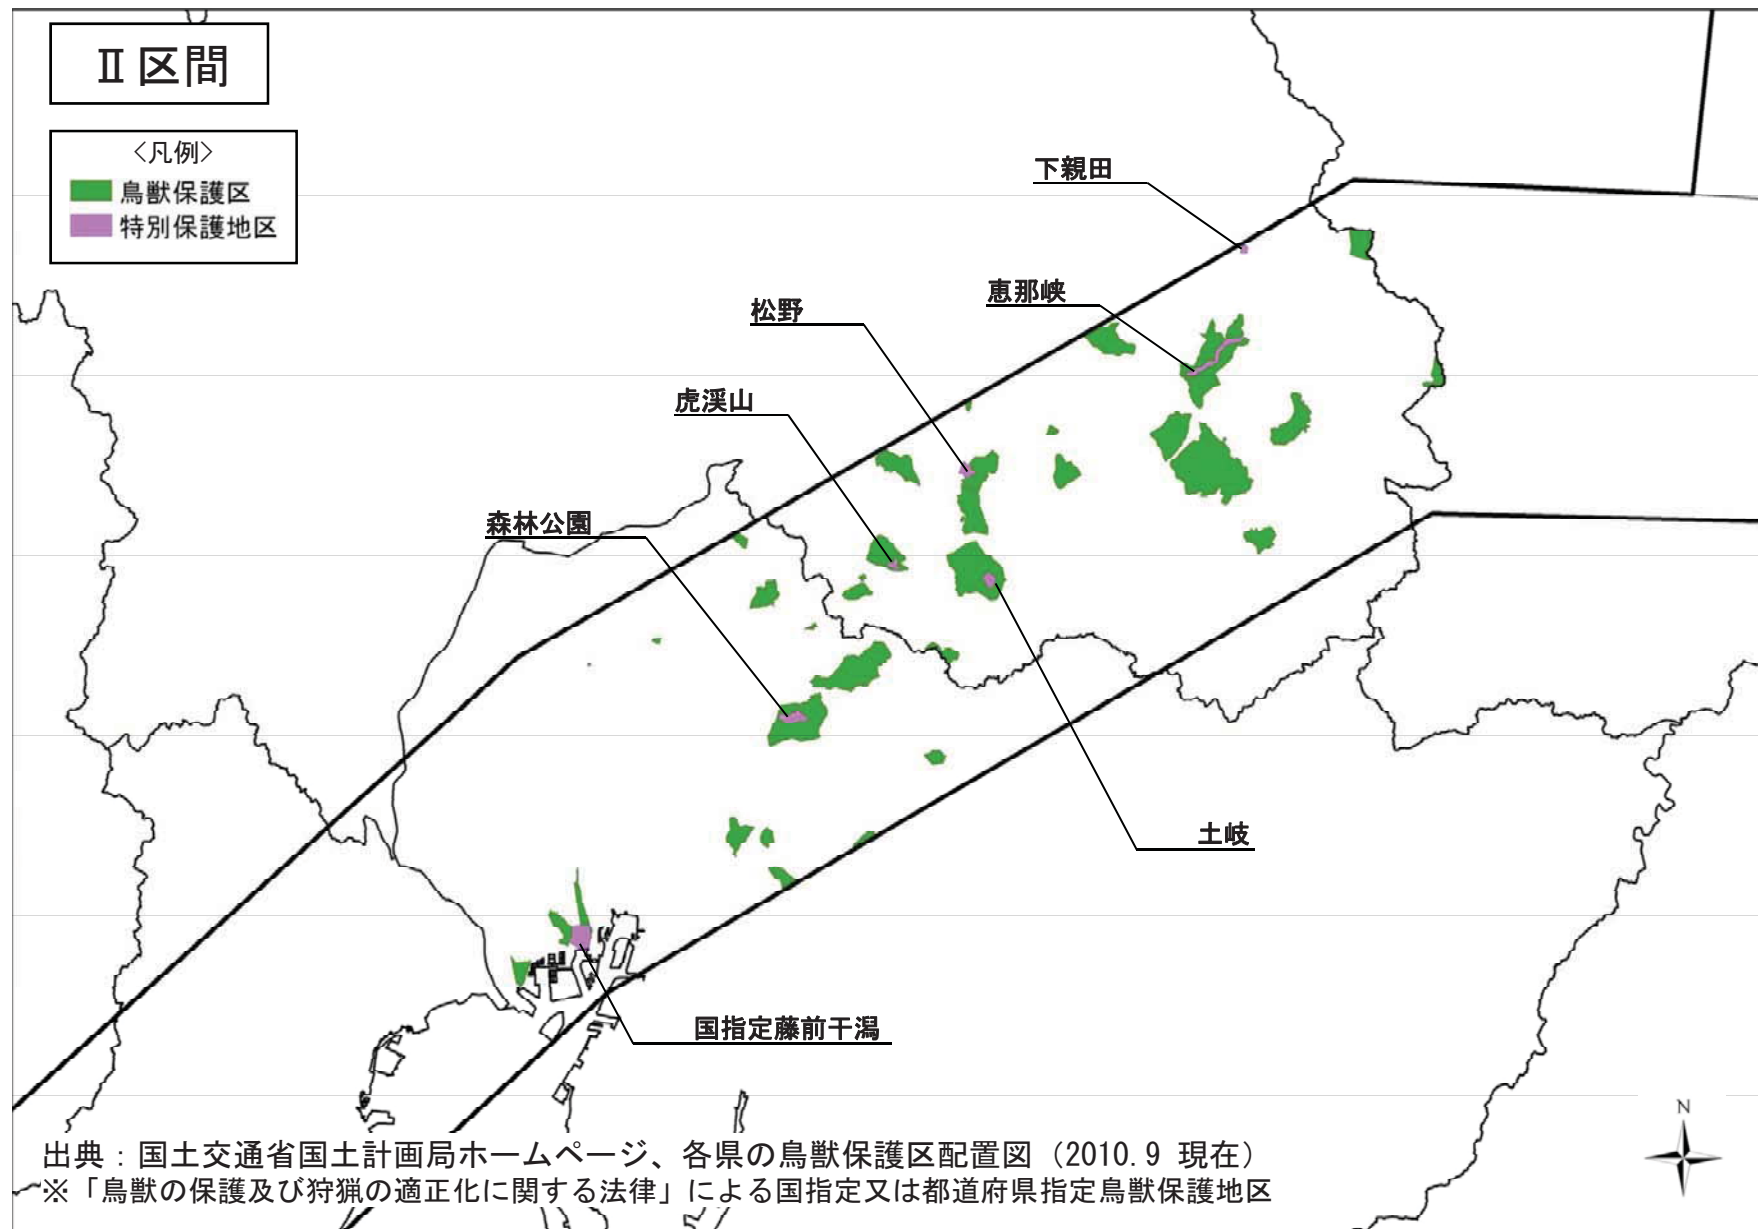 Ⅱ区間
<凡例>
鳥獣保護区
特別保護地区
下親田
恵那峡
松野
虎渓山
森林公園
土岐
国指定藤前干潟
N
出典：国土交通省国土計画局ホームページ、各県の鳥獣保護区配置図（2010.9 現在）
※「鳥獣の保護及び狩猟の適正化に関する法律」による国指定又は都道府県指定鳥獣保護地区